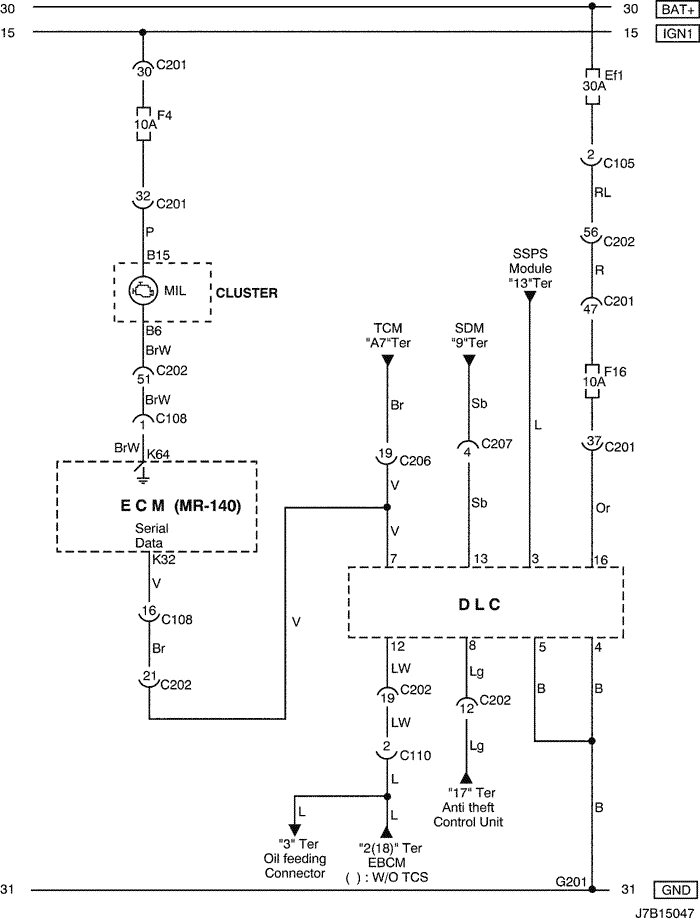 30 30 BAT+
15 15 IGN1
30 C201
Ef1
30A
F4
10A
2 C105
32 C201
RL
P
56 C202
B15
SSPS
Module
"13"Ter
R
MIL
CLUSTER
47 C201
B6
TCM
"A7"Ter
SDM
"9"Ter
BrW
51 C202
F16
10A
BrW
Br
Sb
1 C108
L
BrW K64
19 C206
4 C207
37 C201
E C M (MR-140)
V
Sb
Or
Serial
Data
V
K32
7 13 3 16
V
D L C
16 C108
V
Br
12 8 5 4
21 C202
LW
Lg
B
B
19 C202
12 C202
LW
2 C110
Lg
L
"17" Ter
Anti theft
Control Unit
L
L
B
"3" Ter
Oil feeding
Connector
"2(18)" Ter
EBCM
( ) : W/O TCS
G201
31 31 GND
J7B15047